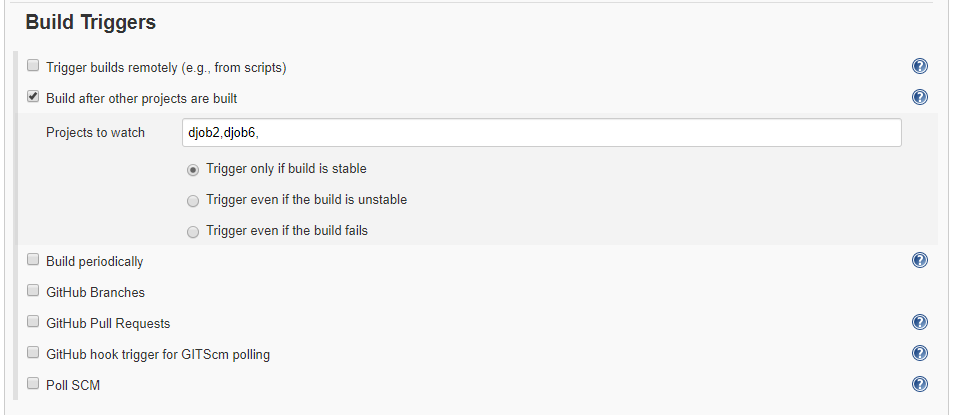 Build Triggers
Trigger builds remotely (e.g., from scripts)
Build after other projects are built
Projects to watch djob2,djob6,
Trigger only if build is stable
Trigger even if the build is unstable
Trigger even if the build fails
Build periodically
GitHub Branches
GitHub Pull Requests
GitHub hook trigger for GITScm polling
Poll SCM